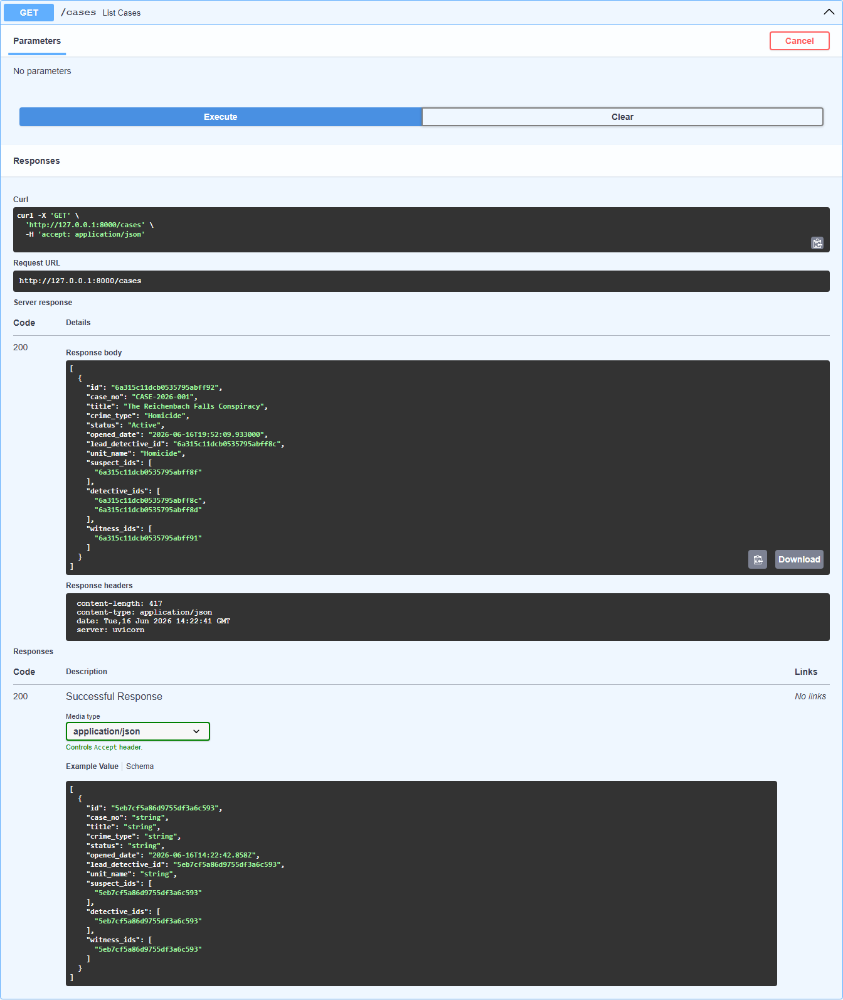 GET /cases List Cases
Parameters
Cancel
No parameters
Execute
Clear
Responses
Curl
curl -X 'GET' \
  'http://127.0.0.1:8000/cases' \
  -H 'accept: application/json'
Request URL
http://127.0.0.1:8000/cases
Server response
Code Details
200
Response body
[
  {
    "id": "6a315c11dcb0535795abff92",
    "case_no": "CASE-2026-001",
    "title": "The Reichenbach Falls Conspiracy",
    "crime_type": "Homicide",
    "status": "Active",
    "opened_date": "2026-06-16T19:52:09.933000",
    "lead_detective_id": "6a315c11dcb0535795abff8c",
    "unit_name": "Homicide",
    "suspect_ids": [
      "6a315c11dcb0535795abff8f"
    ],
    "detective_ids": [
      "6a315c11dcb0535795abff8c",
      "6a315c11dcb0535795abff8d"
    ],
    "witness_ids": [
      "6a315c11dcb0535795abff91"
    ]
  }
]
Download
Response headers
content-length: 417
content-type: application/json
date: Tue,16 Jun 2026 14:22:41 GMT
server: uvicorn
Responses
Code Description Links
200 Successful Response No links
Media type
application/json
Controls Accept header.
Example Value Schema
[
  {
    "id": "5eb7cf5a86d9755df3a6c593",
    "case_no": "string",
    "title": "string",
    "crime_type": "string",
    "status": "string",
    "opened_date": "2026-06-16T14:22:42.858Z",
    "lead_detective_id": "5eb7cf5a86d9755df3a6c593",
    "unit_name": "string",
    "suspect_ids": [
      "5eb7cf5a86d9755df3a6c593"
    ],
    "detective_ids": [
      "5eb7cf5a86d9755df3a6c593"
    ],
    "witness_ids": [
      "5eb7cf5a86d9755df3a6c593"
    ]
  }
]